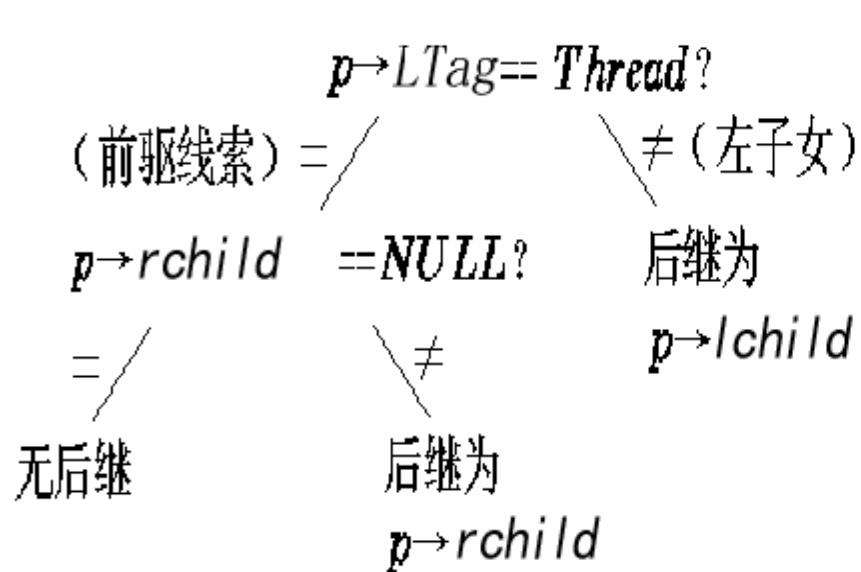 p→LTag== Thread?
（前驱线索）= ≠（左子女）
p→rchild ==NULL? 后继为
p→lchild
= ≠
无后继 后继为
p→rchild